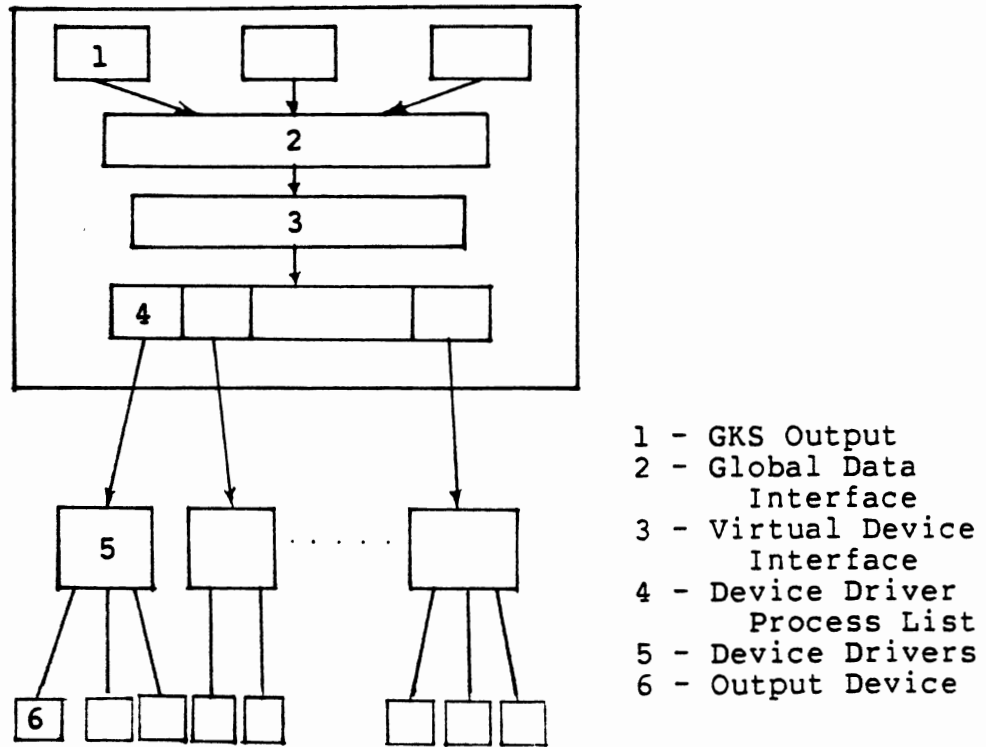 1
2
3
4
5
6
1 - GKS Output
2 - Global Data
Interface
3 - Virtual Device
Interface
4 - Device Driver
Process List
5 - Device Drivers
6 - Output Device